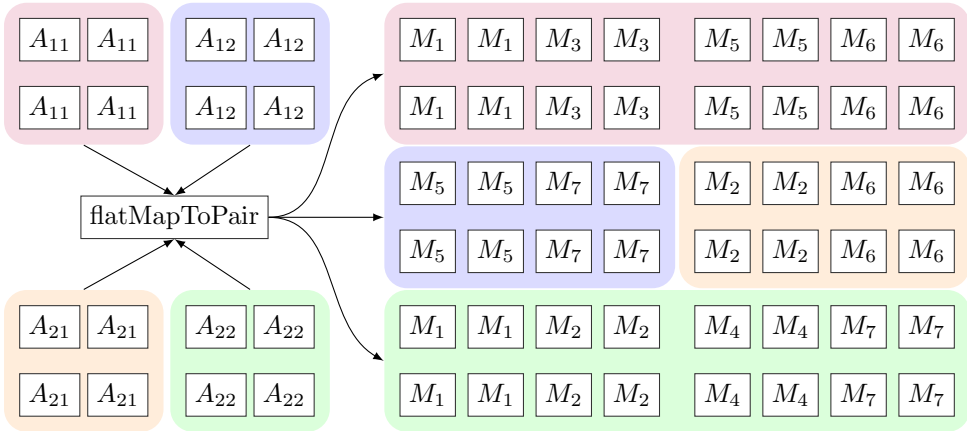 A₁₁ A₁₁ A₁₂ A₁₂ M₁ M₁ M₃ M₃ M₅ M₅ M₆ M₆
A₁₁ A₁₁ A₁₂ A₁₂ M₁ M₁ M₃ M₃ M₅ M₅ M₆ M₆
M₅ M₅ M₇ M₇ M₂ M₂ M₆ M₆
flatMapToPair
M₅ M₅ M₇ M₇ M₂ M₂ M₆ M₆
A₂₁ A₂₁ A₂₂ A₂₂ M₁ M₁ M₂ M₂ M₄ M₄ M₇ M₇
A₂₁ A₂₁ A₂₂ A₂₂ M₁ M₁ M₂ M₂ M₄ M₄ M₇ M₇